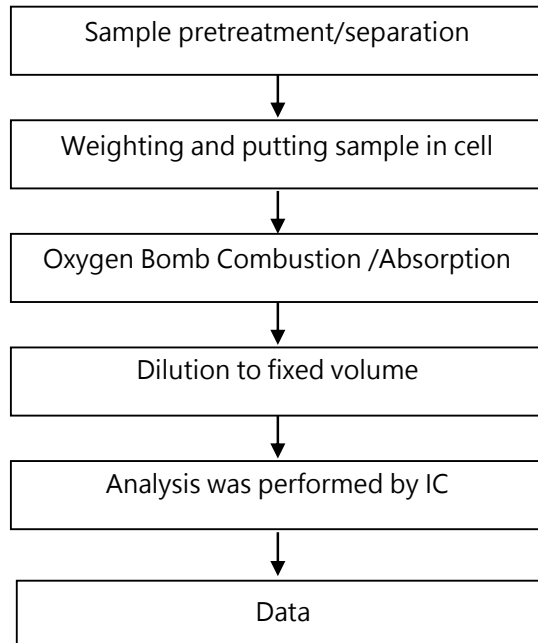 Sample pretreatment/separation
Weighting and putting sample in cell
Oxygen Bomb Combustion /Absorption
Dilution to fixed volume
Analysis was performed by IC
Data